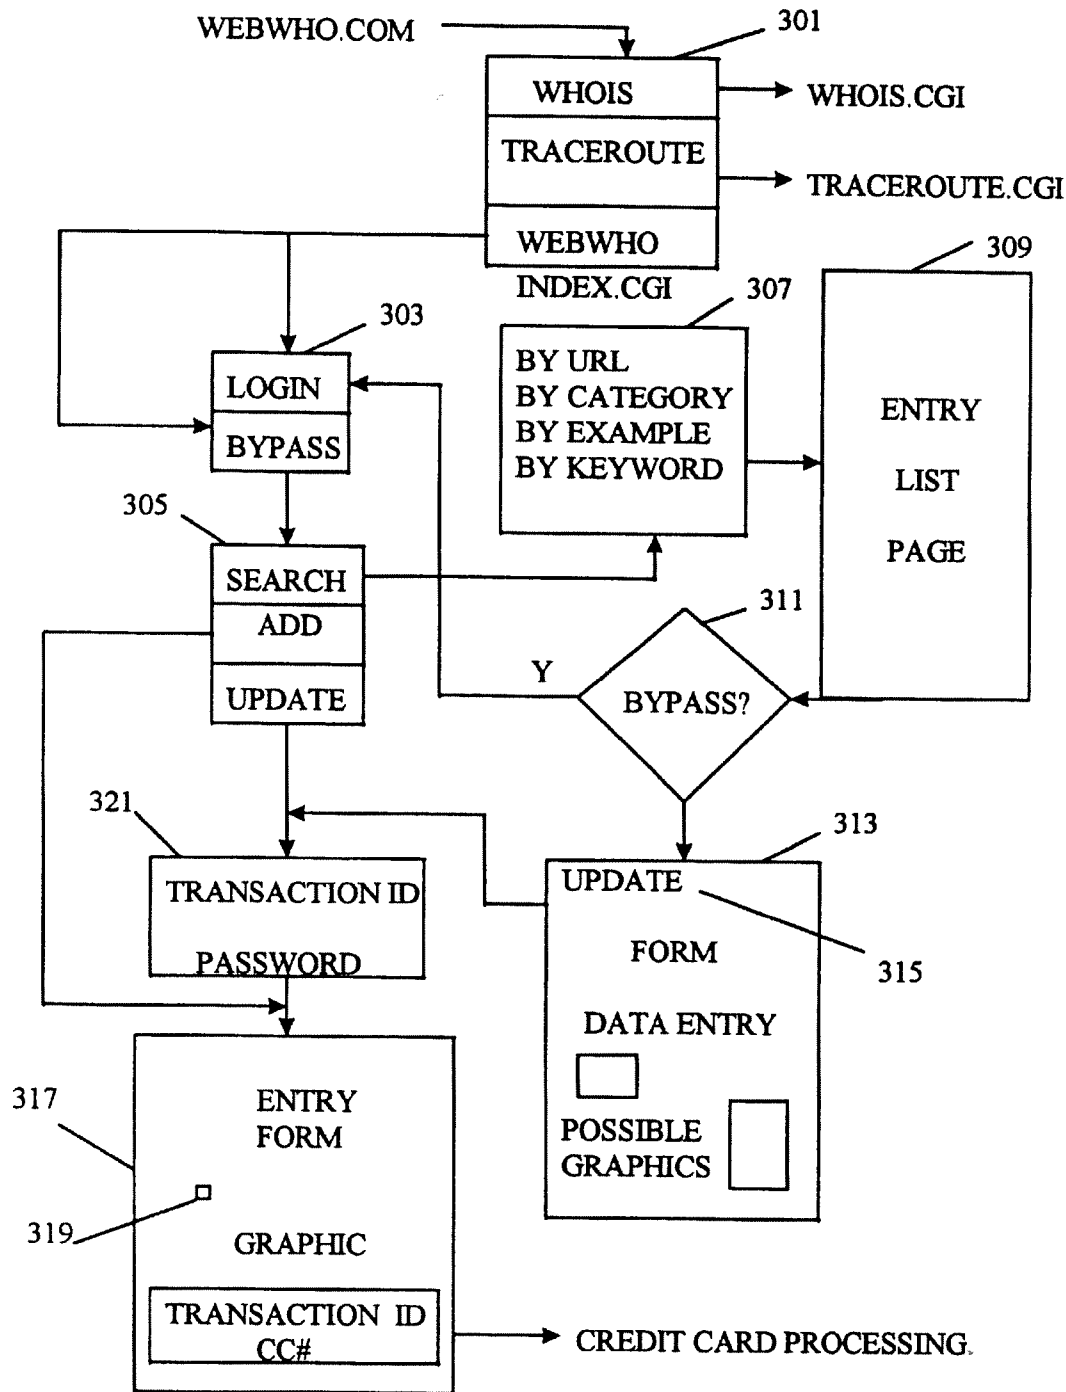 WEBWHO.COM
301
WHOIS
WHOIS.CGI
TRACEROUTE
TRACEROUTE.CGI
WEBWHO
INDEX.CGI
309
307
303
LOGIN
BYPASS
BY URL
BY CATEGORY
BY EXAMPLE
BY KEYWORD
ENTRY
LIST
PAGE
305
SEARCH
ADD
UPDATE
311
Y
BYPASS?
321
TRANSACTION ID
PASSWORD
313
UPDATE
315
FORM
DATA ENTRY
POSSIBLE
GRAPHICS
317
ENTRY
FORM
319
GRAPHIC
TRANSACTION ID
CC#
CREDIT CARD PROCESSING.